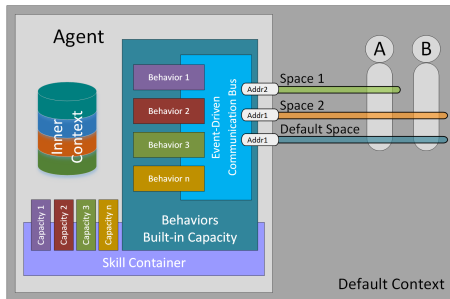 Agent
A
B
Behavior 1
Behavior 2
Behavior 3
Behavior n
Event-Driven
Communication Bus
Addr2
Addr1
Addr1
Space 1
Space 2
Default Space
Inner
Context
Capacity 1
Capacity 2
Capacity 3
Capacity n
Behaviors
Built-in Capacity
Skill Container
Default Context